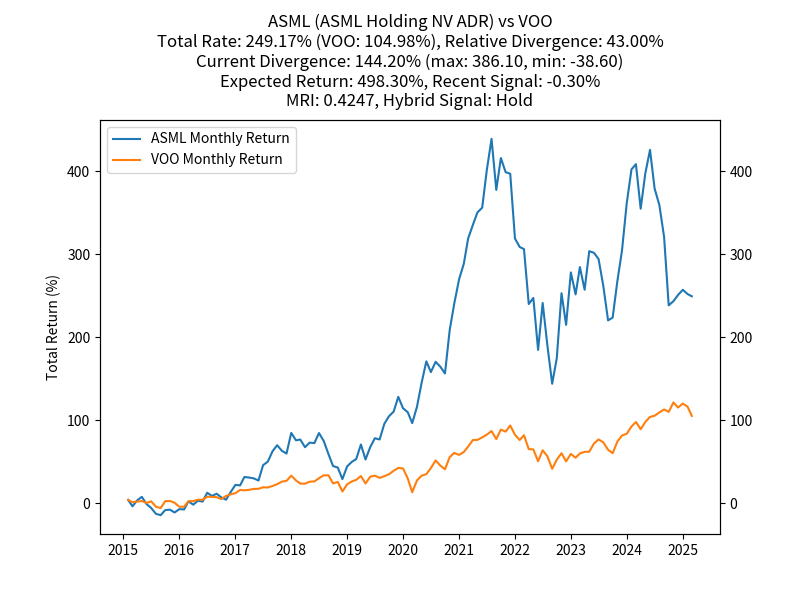 ASML (ASML Holding NV ADR) vs VOO
Total Rate: 249.17% (VOO: 104.98%), Relative Divergence: 43.00%
Current Divergence: 144.20% (max: 386.10, min: -38.60)
Expected Return: 498.30%, Recent Signal: -0.30%
MRI: 0.4247, Hybrid Signal: Hold
ASML Monthly Return
VOO Monthly Return
Total Return (%)
400
300
200
100
0
400
300
200
100
0
2015 2016 2017 2018 2019 2020 2021 2022 2023 2024 2025